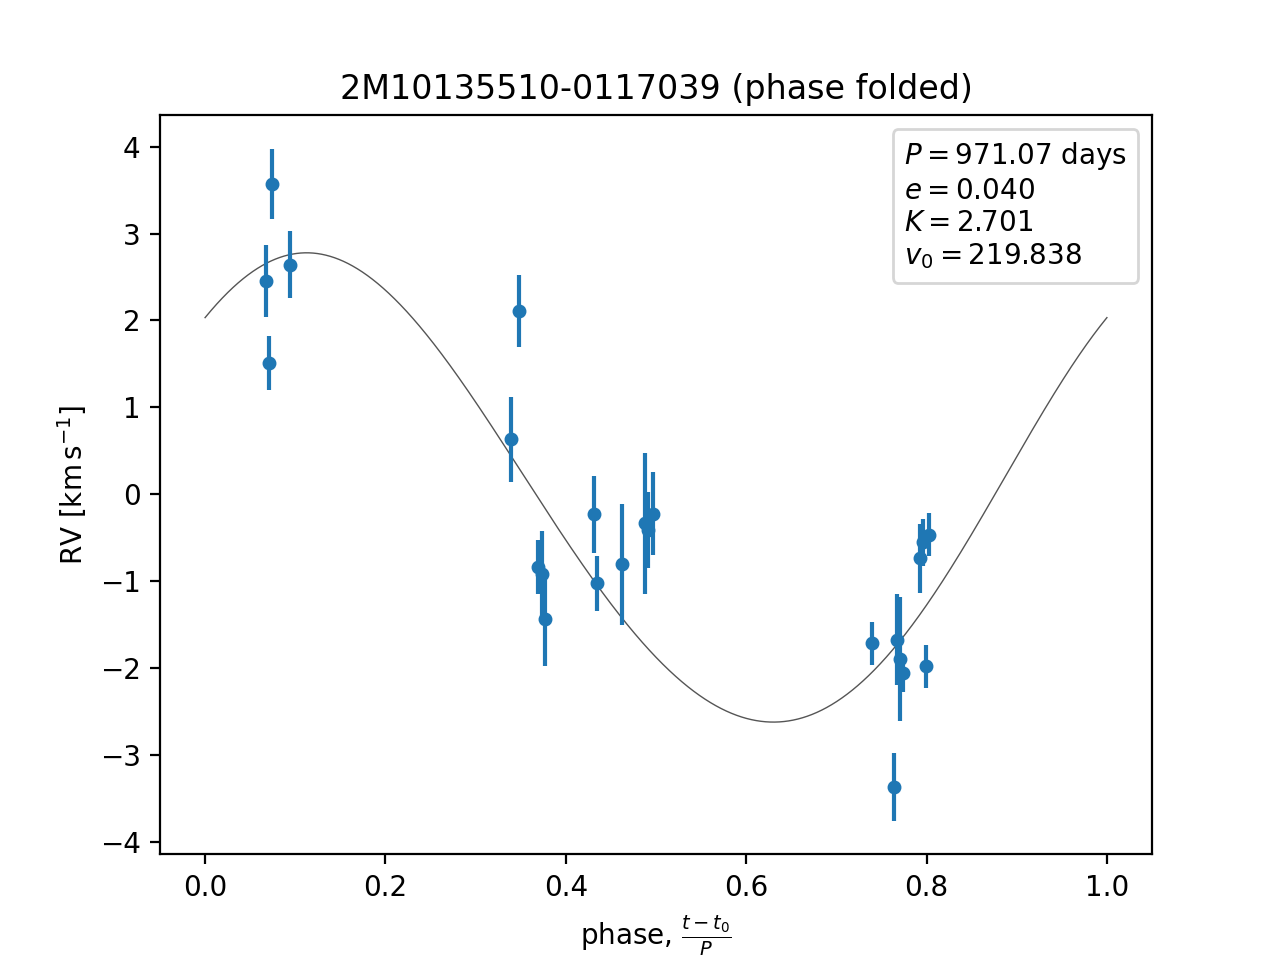 2M10135510-0117039 (phase folded)
P = 971.07 days
e = 0.040
K = 2.701
v₀ = 219.838
4
3
2
1
0
−1
−2
−3
−4
RV [km s⁻¹]
0.0 0.2 0.4 0.6 0.8 1.0
phase, (t − t₀)/P